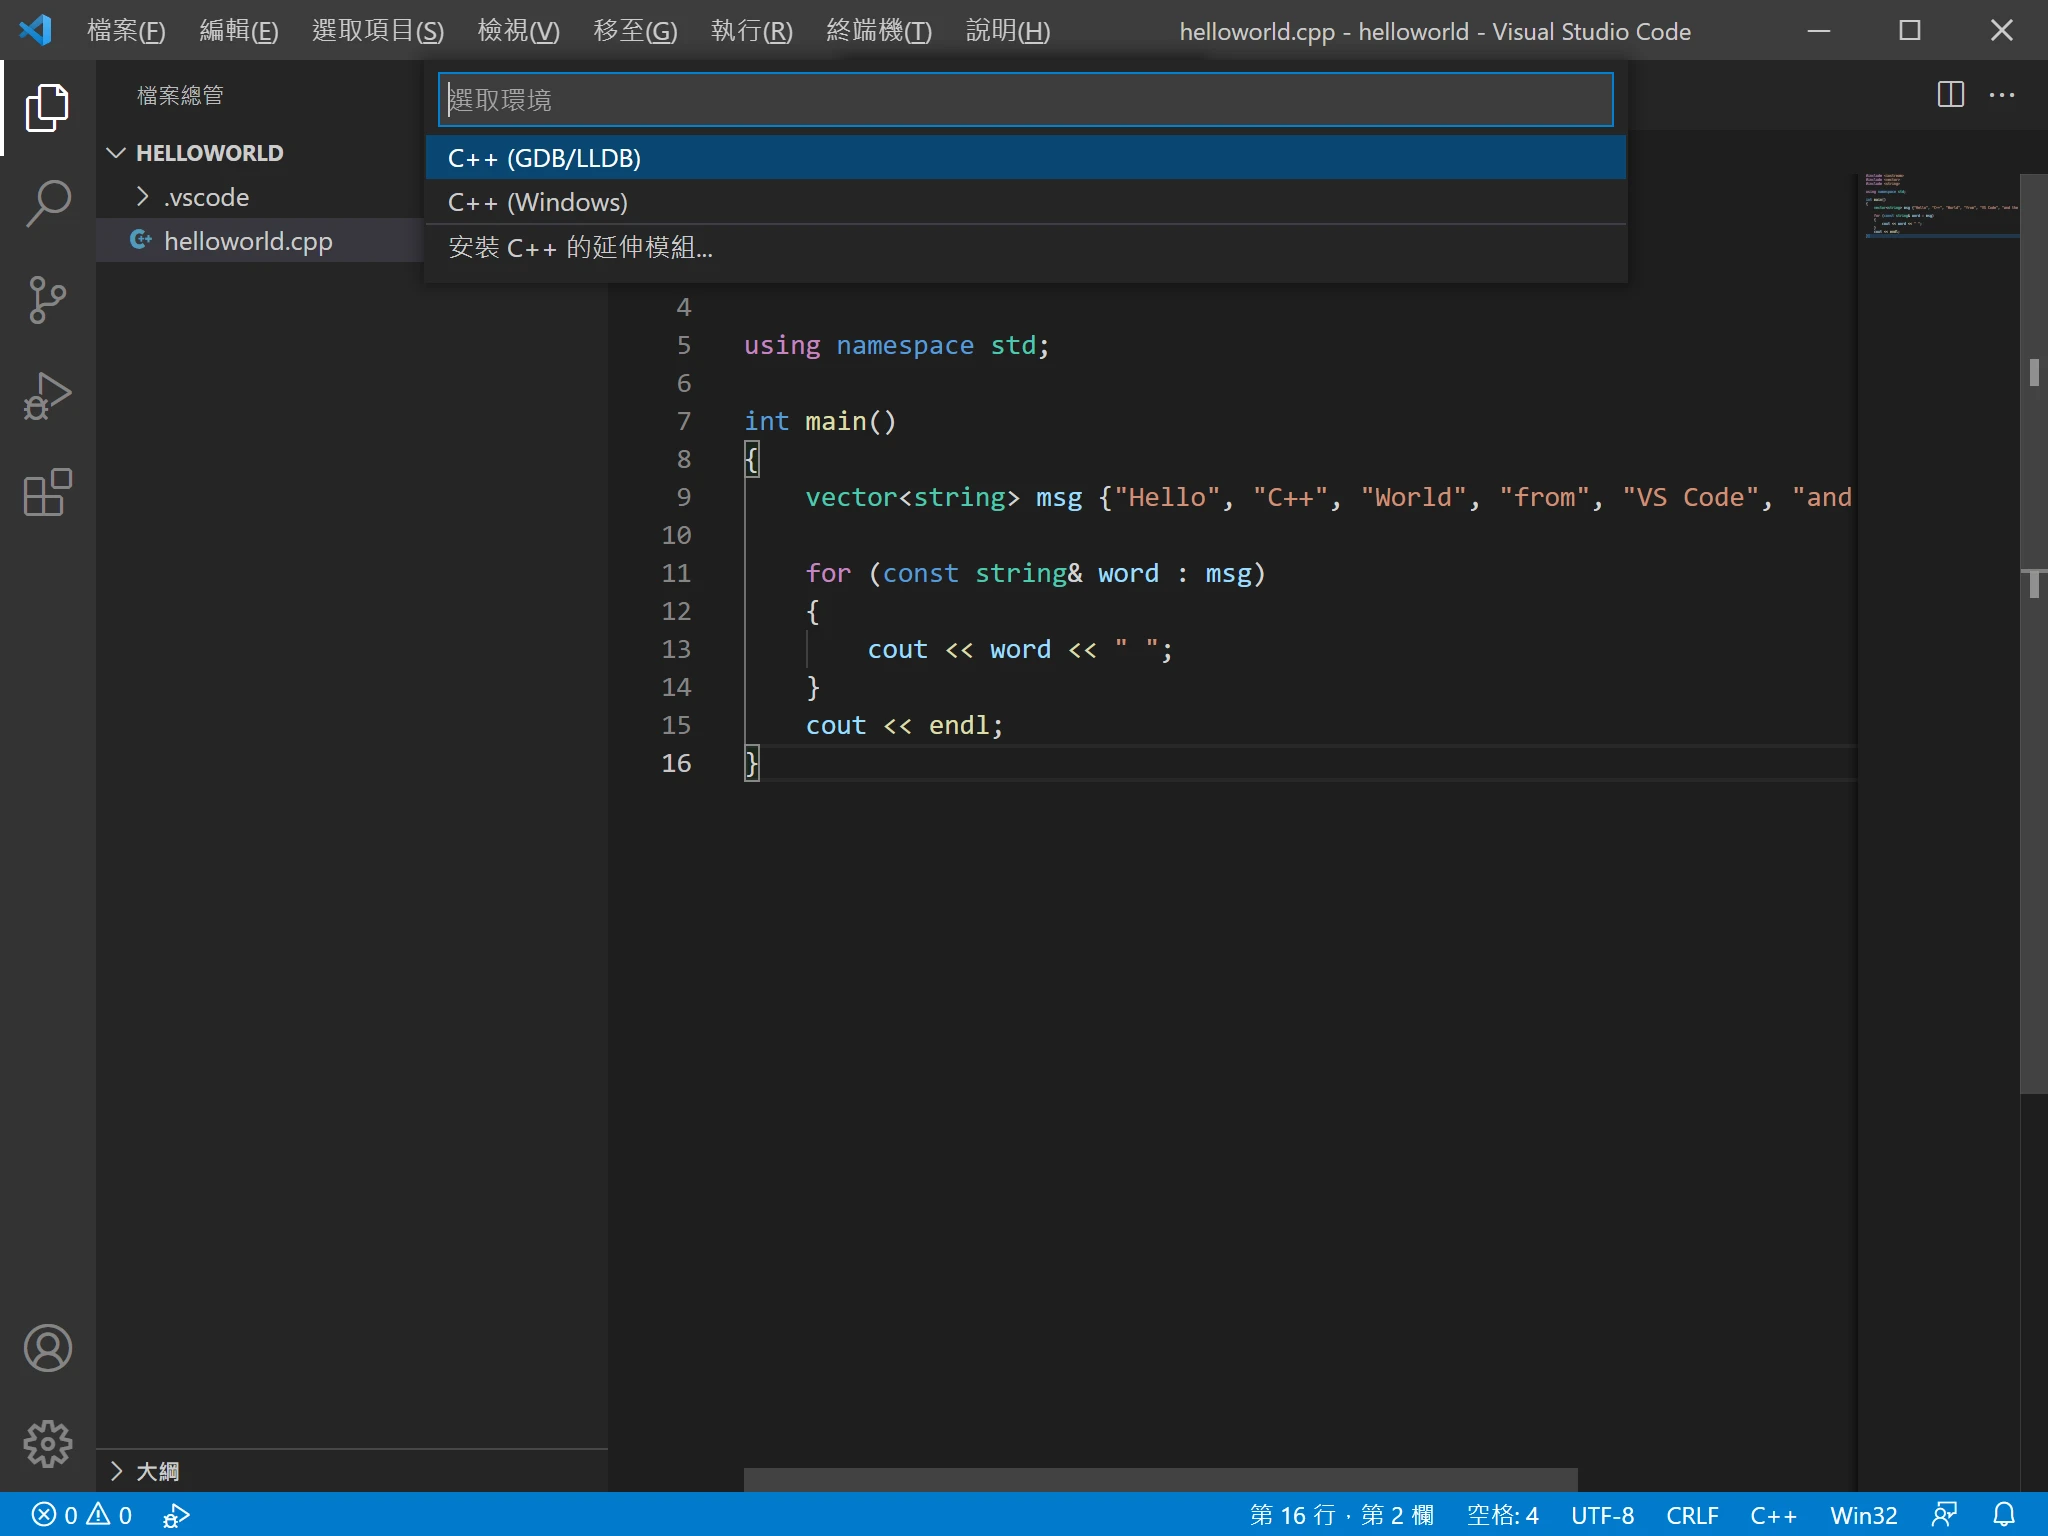 檔案(F) 編輯(E) 選取項目(S) 檢視(V) 移至(G) 執行(R) 終端機(T) 說明(H) helloworld.cpp - helloworld - Visual Studio Code
檔案總管
選取環境
HELLOWORLD
C++ (GDB/LLDB)
.vscode
C++ (Windows)
helloworld.cpp
安裝 C++ 的延伸模組...
4
5 using namespace std;
6
7 int main()
8 {
9 vector<string> msg {"Hello", "C++", "World", "from", "VS Code", "and
10
11 for (const string& word : msg)
12 {
13 cout << word << " ";
14 }
15 cout << endl;
16 }
大綱
0 0 第 16 行，第 2 欄 空格: 4 UTF-8 CRLF C++ Win32